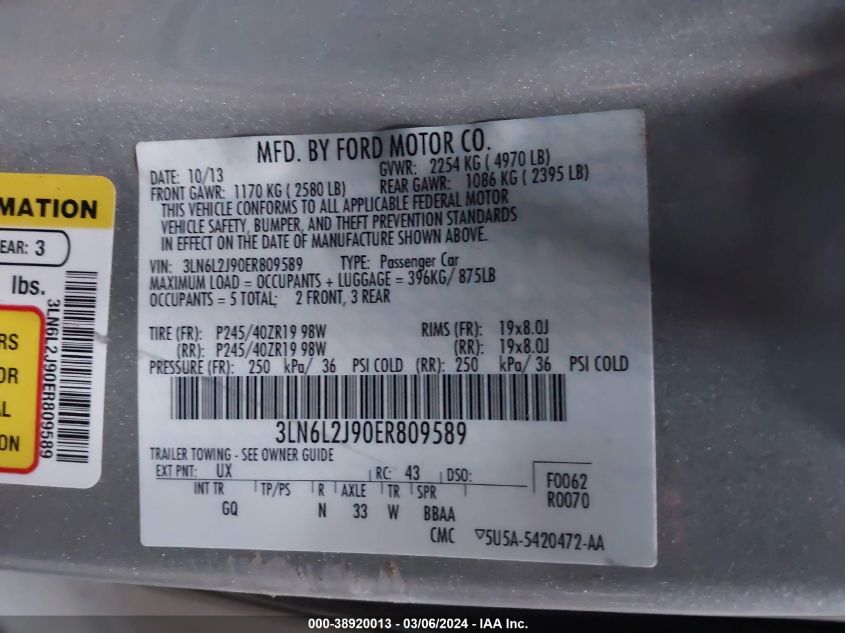 MFD. BY FORD MOTOR CO.
DATE: 10/13 GVWR: 2254 KG ( 4970 LB)
FRONT GAWR: 1170 KG ( 2580 LB) REAR GAWR: 1086 KG ( 2395 LB)
THIS VEHICLE CONFORMS TO ALL APPLICABLE FEDERAL MOTOR
VEHICLE SAFETY, BUMPER, AND THEFT PREVENTION STANDARDS
IN EFFECT ON THE DATE OF MANUFACTURE SHOWN ABOVE.
VIN: 3LN6L2J90ER809589 TYPE: Passenger Car
MAXIMUM LOAD = OCCUPANTS + LUGGAGE = 396KG/ 875LB
OCCUPANTS = 5 TOTAL; 2 FRONT, 3 REAR
TIRE (FR): P245/40ZR19 98W RIMS (FR): 19x8.0J
(RR): P245/40ZR19 98W (RR): 19x8.0J
PRESSURE (FR): 250 kPa/ 36 PSI COLD (RR): 250 kPa/ 36 PSI COLD
3LN6L2J90ER809589
TRAILER TOWING - SEE OWNER GUIDE
EXT PNT: UX RC: 43 DSO: F0062
INT TR TP/PS R AXLE TR SPR R0070
GQ N 33 W BBAA
CMC ▽5U5A-5420472-AA
MATION
EAR: 3
lbs.
RS
OR
AL
ON
3LN6L2J90ER809589
000-38920013 - 03/06/2024 - IAA Inc.